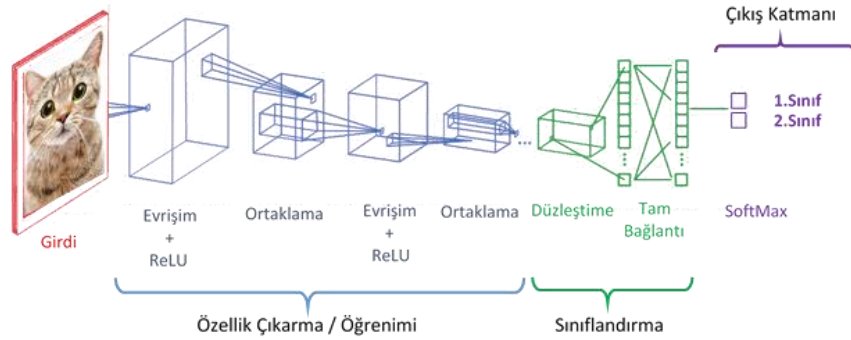 Çıkış Katmanı
1.Sınıf
2.Sınıf
Girdi
Evrişim
+
ReLU
Ortaklama
Evrişim
+
ReLU
Ortaklama
Düzleştime
Tam
Bağlantı
SoftMax
Özellik Çıkarma / Öğrenimi
Sınıflandırma